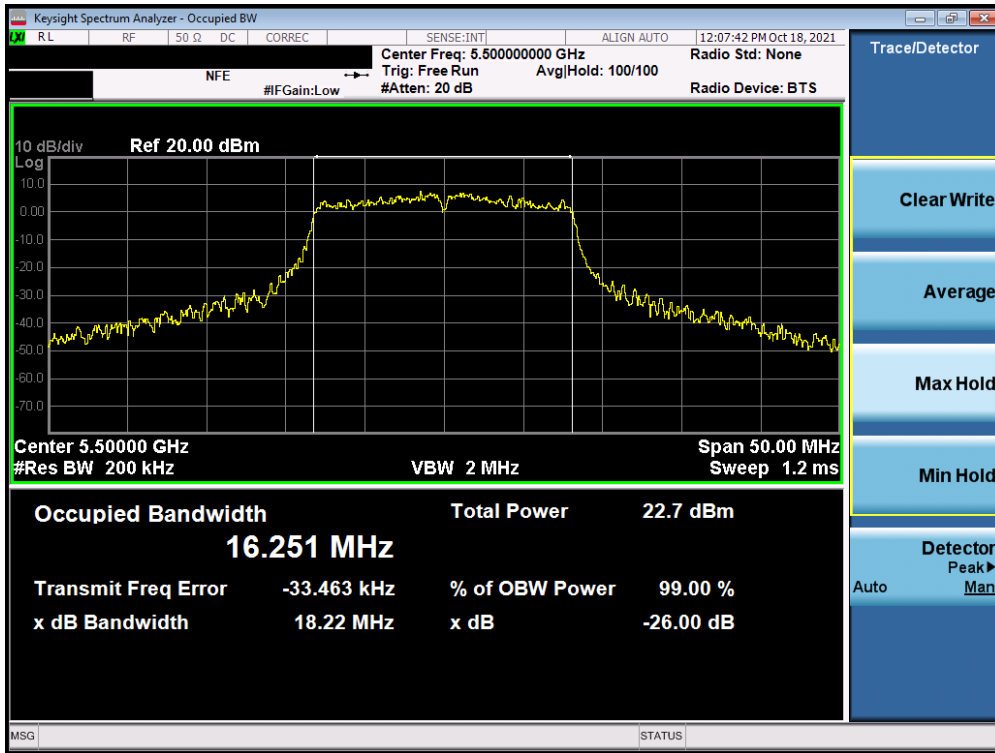 Keysight Spectrum Analyzer - Occupied BW
LXI RL RF 50 Ω DC CORREC SENSE:INT ALIGN AUTO 12:07:42 PM Oct 18, 2021
Center Freq: 5.500000000 GHz Radio Std: None
NFE Trig: Free Run Avg|Hold: 100/100
#IFGain:Low #Atten: 20 dB Radio Device: BTS
Trace/Detector
10 dB/div Ref 20.00 dBm
Log
10.0
0.00
-10.0
-20.0
-30.0
-40.0
-50.0
-60.0
-70.0
Center 5.50000 GHz Span 50.00 MHz
#Res BW 200 kHz VBW 2 MHz Sweep 1.2 ms
Occupied Bandwidth Total Power 22.7 dBm
16.251 MHz
Transmit Freq Error -33.463 kHz % of OBW Power 99.00 %
x dB Bandwidth 18.22 MHz x dB -26.00 dB
Clear Write
Average
Max Hold
Min Hold
Detector
Peak▶
Auto Man
MSG STATUS